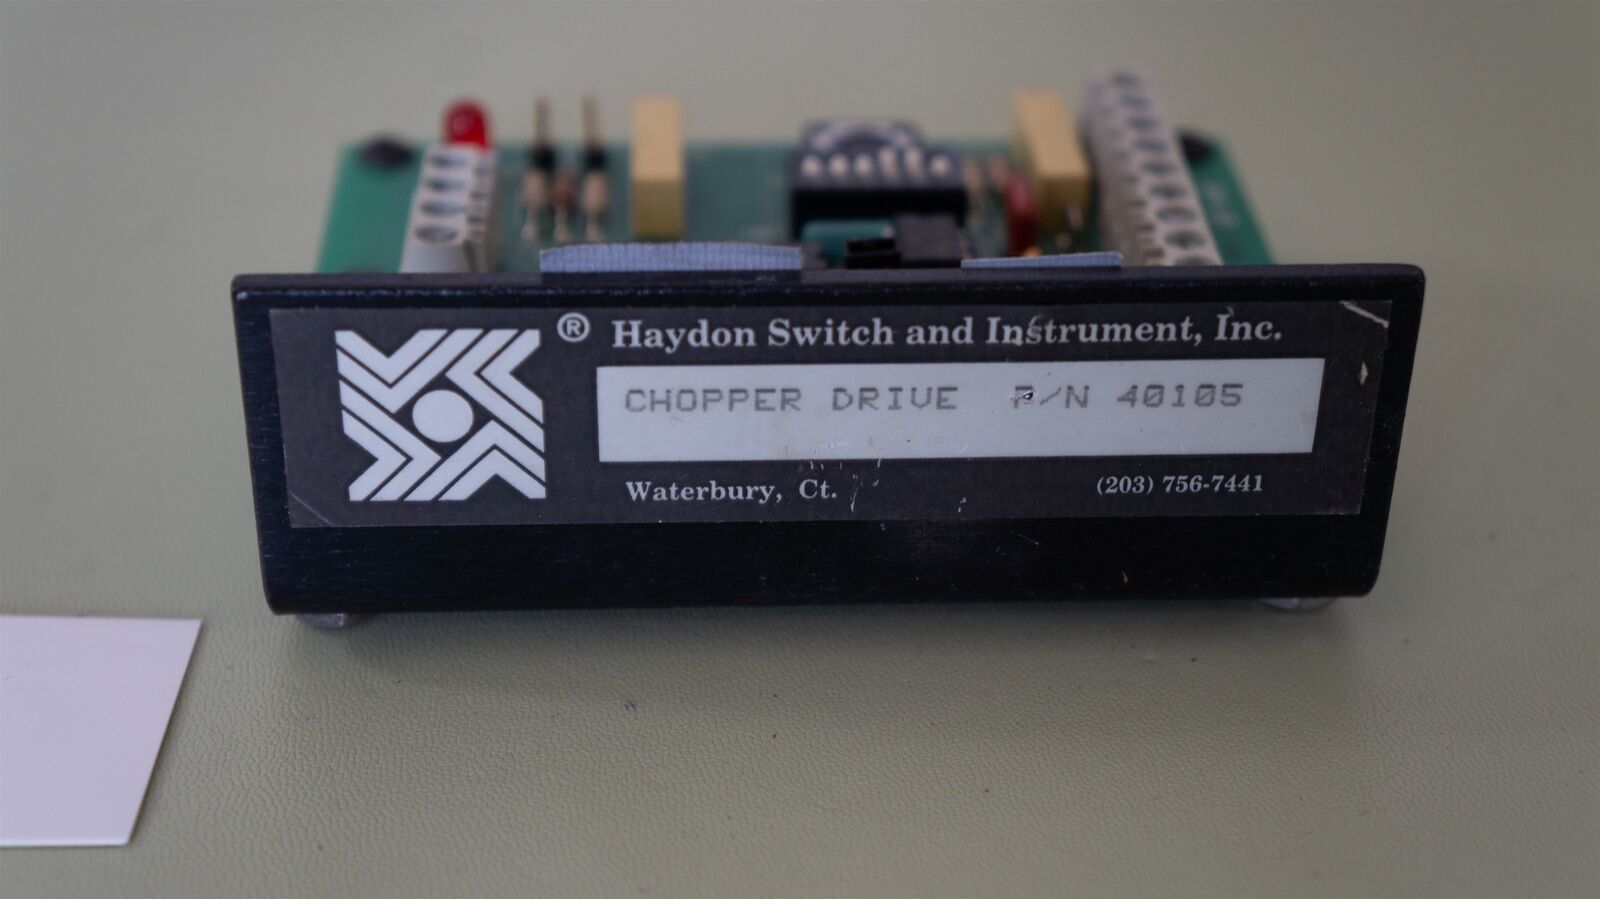 ® Haydon Switch and Instrument, Inc.
CHOPPER DRIVE P/N 40105
Waterbury, Ct. (203) 756-7441